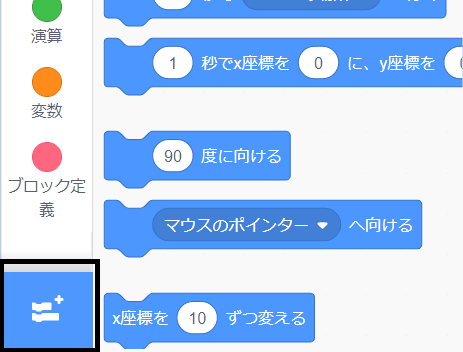 演算
変数
ブロック定
義
1 秒でx座標を 0 に、y座標を
90 度に向ける
マウスのポインター へ向ける
x座標を 10 ずつ変える